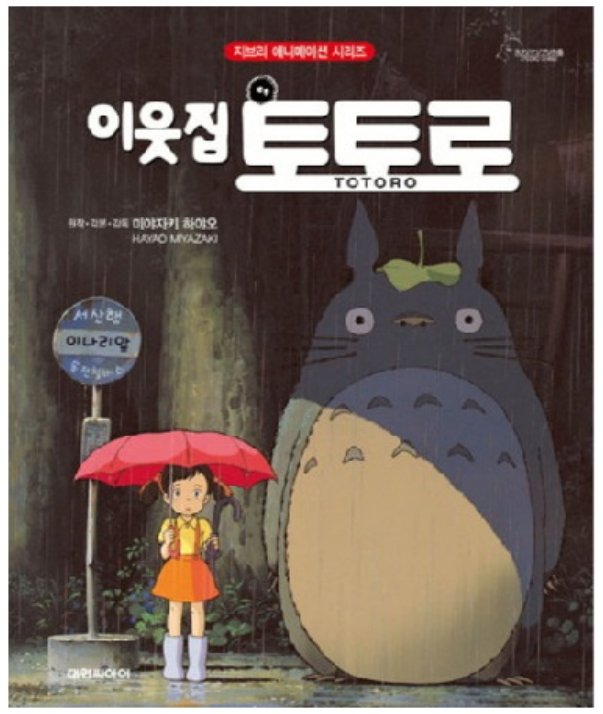 지브리 애니메이션 시리즈
이웃집 토토로
TOTORO
원작·각본·감독 미야자키 하야오
HAYAO MIYAZAKI
서산행
이나리앞
대원씨아이